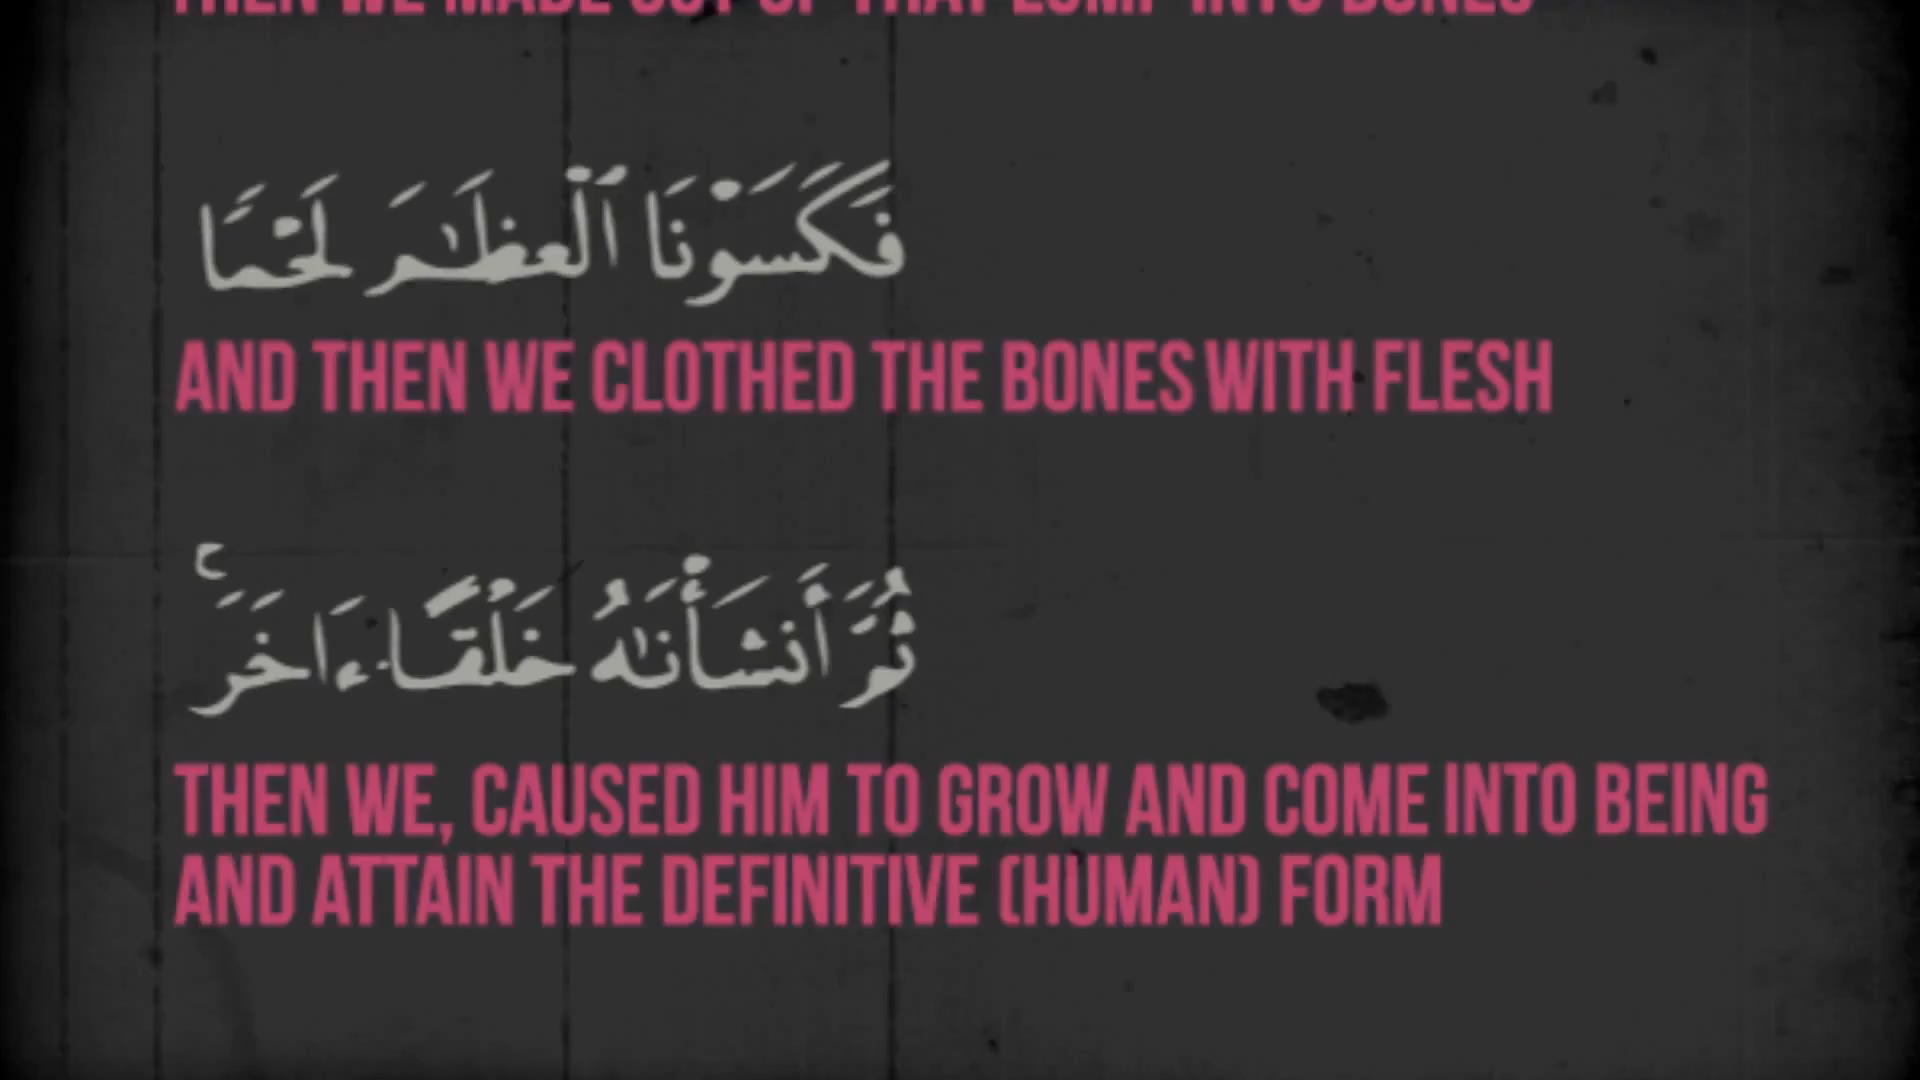 THEN WE MADE OUT OF THAT LUMP INTO BONES
فَكَسَوْنَا ٱلْعِظَـٰمَ لَحْمًا
AND THEN WE CLOTHED THE BONES WITH FLESH
ثُمَّ أَنشَأْنَـٰهُ خَلْقًا ءَاخَرَ ۚ
THEN WE, CAUSED HIM TO GROW AND COME INTO BEING
AND ATTAIN THE DEFINITIVE (HUMAN) FORM